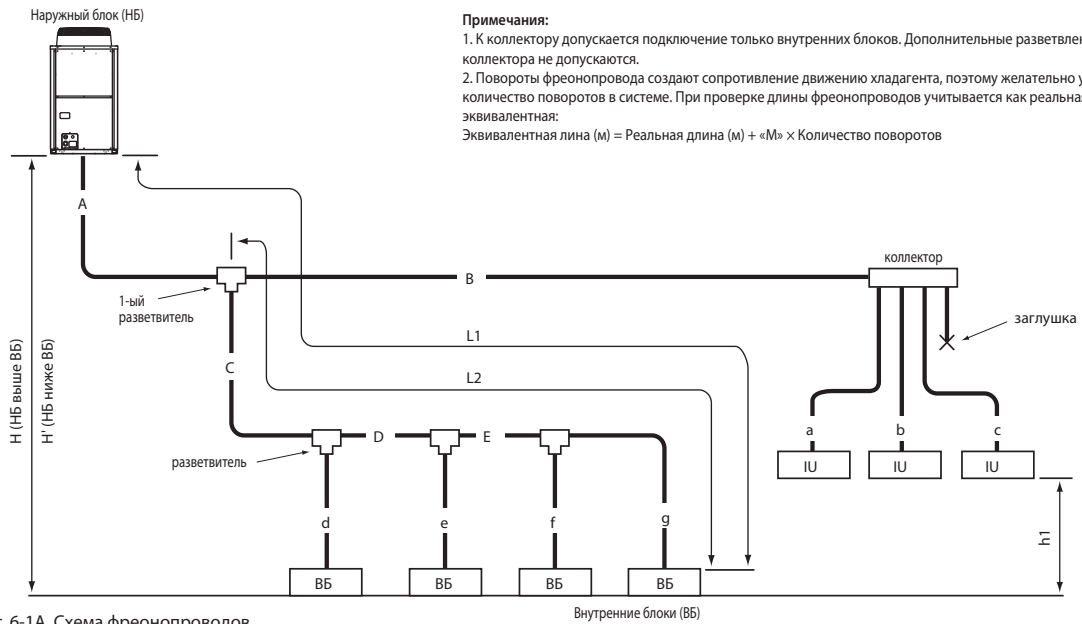 Наружный блок (НБ)
Примечания:
1. К коллектору допускается подключение только внутренних блоков. Дополнительные
коллектора не допускаются.
2. Повороты фреонопровода создают сопротивление движению хладагента, поэтому желательно
количество поворотов в системе. При проверке длины фреонопроводов учитывается как
эквивалентная:
Эквивалентная лина (м) = Реальная длина (м) + «М» × Количество поворотов
A
B
коллектор
1-ый
разветвитель
заглушка
L1
C
L2
H (НБ выше ВБ)
H' (НБ ниже ВБ)
D
E
разветвитель
a
b
c
IU
IU
IU
d
e
f
g
h1
ВБ
ВБ
ВБ
ВБ
Внутренние блоки (ВБ)
6-1A. Схема фреонопроводов